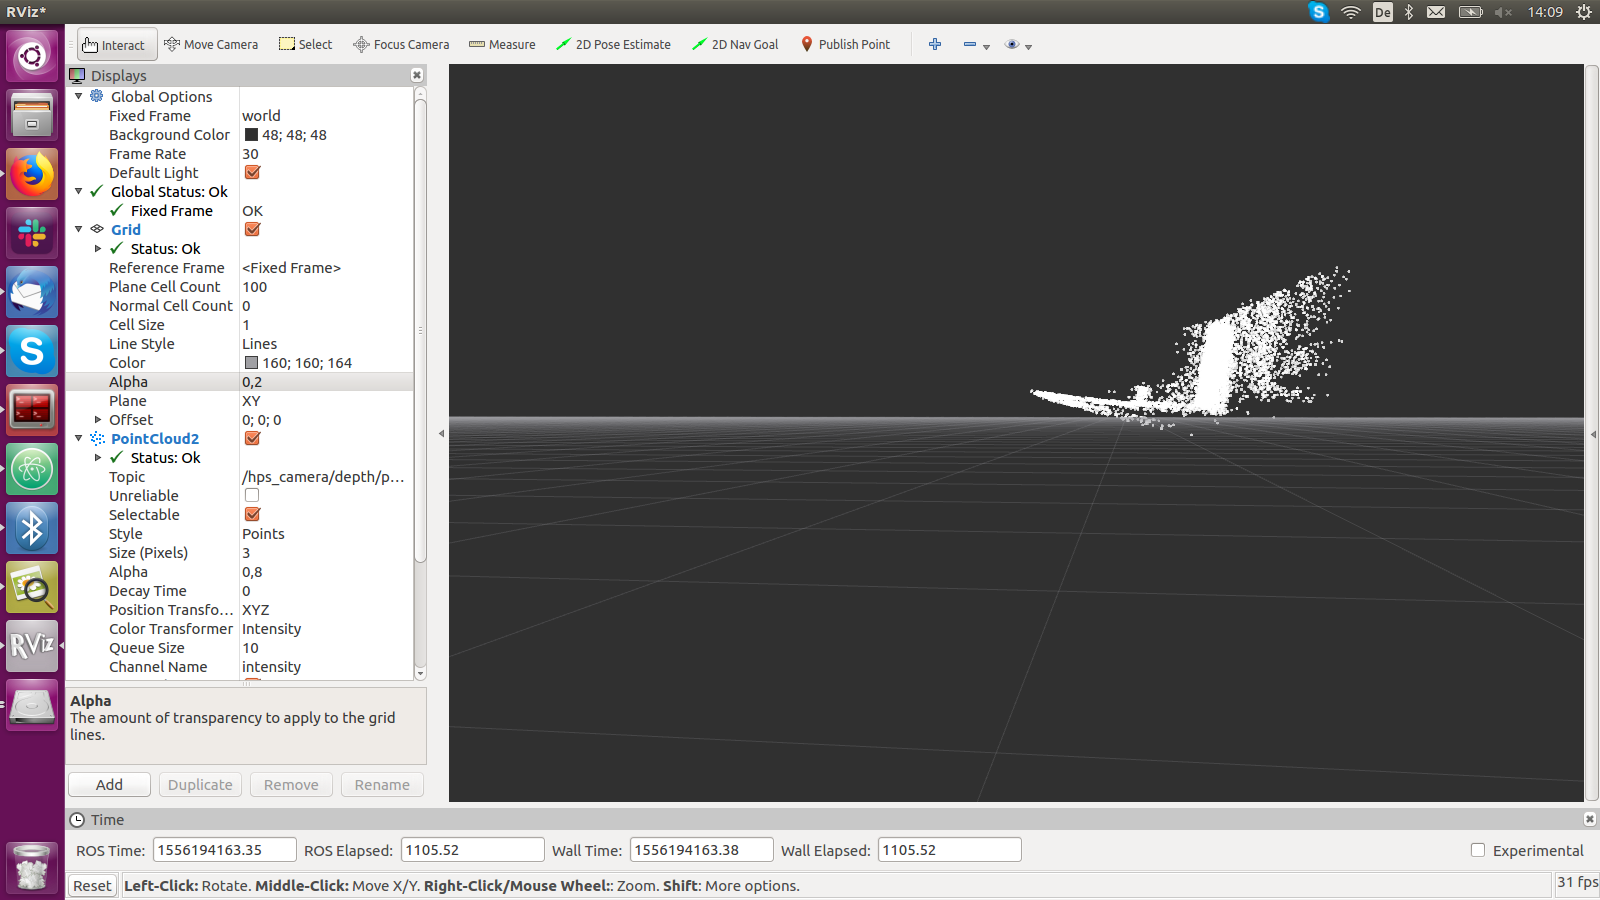 RViz*
De
14:09
Interact
Move Camera
Select
Focus Camera
Measure
2D Pose Estimate
2D Nav Goal
Publish Point
Displays
Global Options
Fixed Frame world
Background Color 48; 48; 48
Frame Rate 30
Default Light
Global Status: Ok
Fixed Frame OK
Grid
Status: Ok
Reference Frame <Fixed Frame>
Plane Cell Count 100
Normal Cell Count 0
Cell Size 1
Line Style Lines
Color 160; 160; 164
Alpha 0,2
Plane XY
Offset 0; 0; 0
PointCloud2
Status: Ok
Topic /hps_camera/depth/p...
Unreliable
Selectable
Style Points
Size (Pixels) 3
Alpha 0,8
Decay Time 0
Position Transfo... XYZ
Color Transformer Intensity
Queue Size 10
Channel Name intensity
Alpha
The amount of transparency to apply to the grid
lines.
Add Duplicate Remove Rename
Time
ROS Time: 1556194163.35 ROS Elapsed: 1105.52 Wall Time: 1556194163.38 Wall Elapsed: 1105.52 Experimental
Reset Left-Click: Rotate. Middle-Click: Move X/Y. Right-Click/Mouse Wheel:: Zoom. Shift: More options. 31 fps
S
RViz